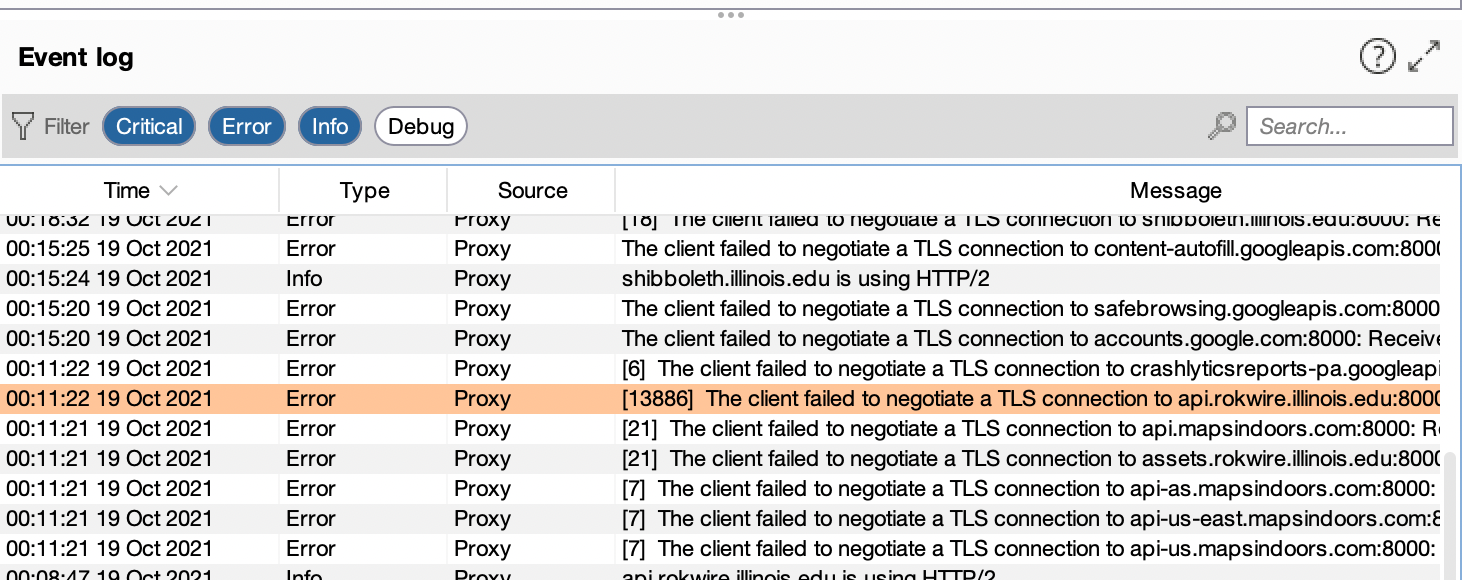 Event log
?
Filter Critical Error Info Debug Search...
Time Type Source Message
00:18:32 19 Oct 2021 Error Proxy [18] The client failed to negotiate a TLS connection to shibboleth.illinois.edu:8000: Re
00:15:25 19 Oct 2021 Error Proxy The client failed to negotiate a TLS connection to content-autofill.googleapis.com:8000
00:15:24 19 Oct 2021 Info Proxy shibboleth.illinois.edu is using HTTP/2
00:15:20 19 Oct 2021 Error Proxy The client failed to negotiate a TLS connection to safebrowsing.googleapis.com:8000
00:15:20 19 Oct 2021 Error Proxy The client failed to negotiate a TLS connection to accounts.google.com:8000: Receive
00:11:22 19 Oct 2021 Error Proxy [6] The client failed to negotiate a TLS connection to crashlyticsreports-pa.googleapi
00:11:22 19 Oct 2021 Error Proxy [13886] The client failed to negotiate a TLS connection to api.rokwire.illinois.edu:8000
00:11:21 19 Oct 2021 Error Proxy [21] The client failed to negotiate a TLS connection to api.mapsindoors.com:8000: Re
00:11:21 19 Oct 2021 Error Proxy [21] The client failed to negotiate a TLS connection to assets.rokwire.illinois.edu:8000
00:11:21 19 Oct 2021 Error Proxy [7] The client failed to negotiate a TLS connection to api-as.mapsindoors.com:8000:
00:11:21 19 Oct 2021 Error Proxy [7] The client failed to negotiate a TLS connection to api-us-east.mapsindoors.com:8
00:11:21 19 Oct 2021 Error Proxy [7] The client failed to negotiate a TLS connection to api-us.mapsindoors.com:8000:
00:08:47 19 Oct 2021 Info Proxy api.rokwire.illinois.edu is using HTTP/2